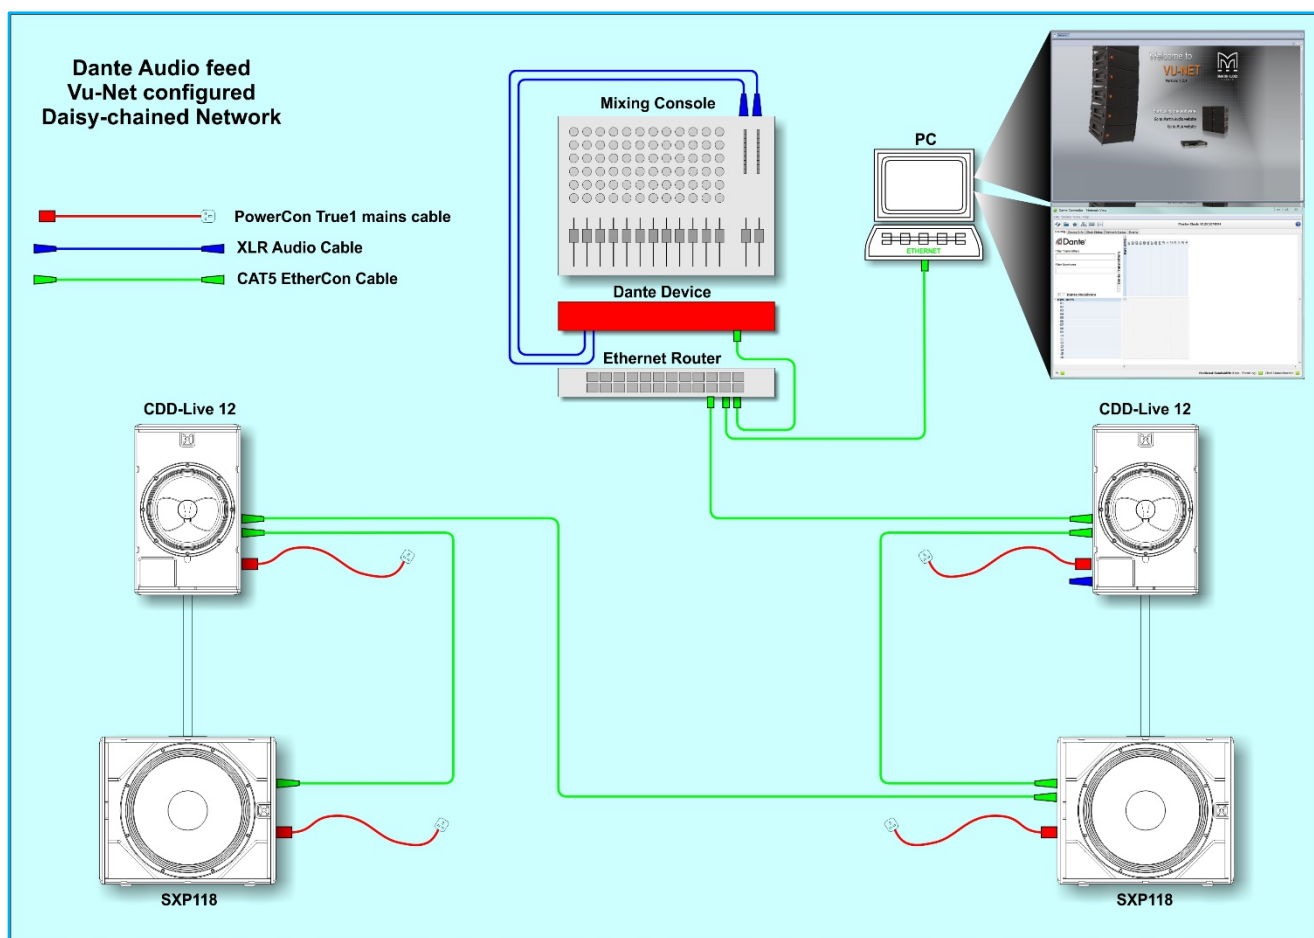 Dante Audio feed
Vu-Net configured
Daisy-chained Network
PowerCon True1 mains cable
XLR Audio Cable
CAT5 EtherCon Cable
Mixing Console
PC
ETHERNET
Welcome to
VU-NET
Dante Device
Ethernet Router
Dante
CDD-Live 12
CDD-Live 12
SXP118
SXP118